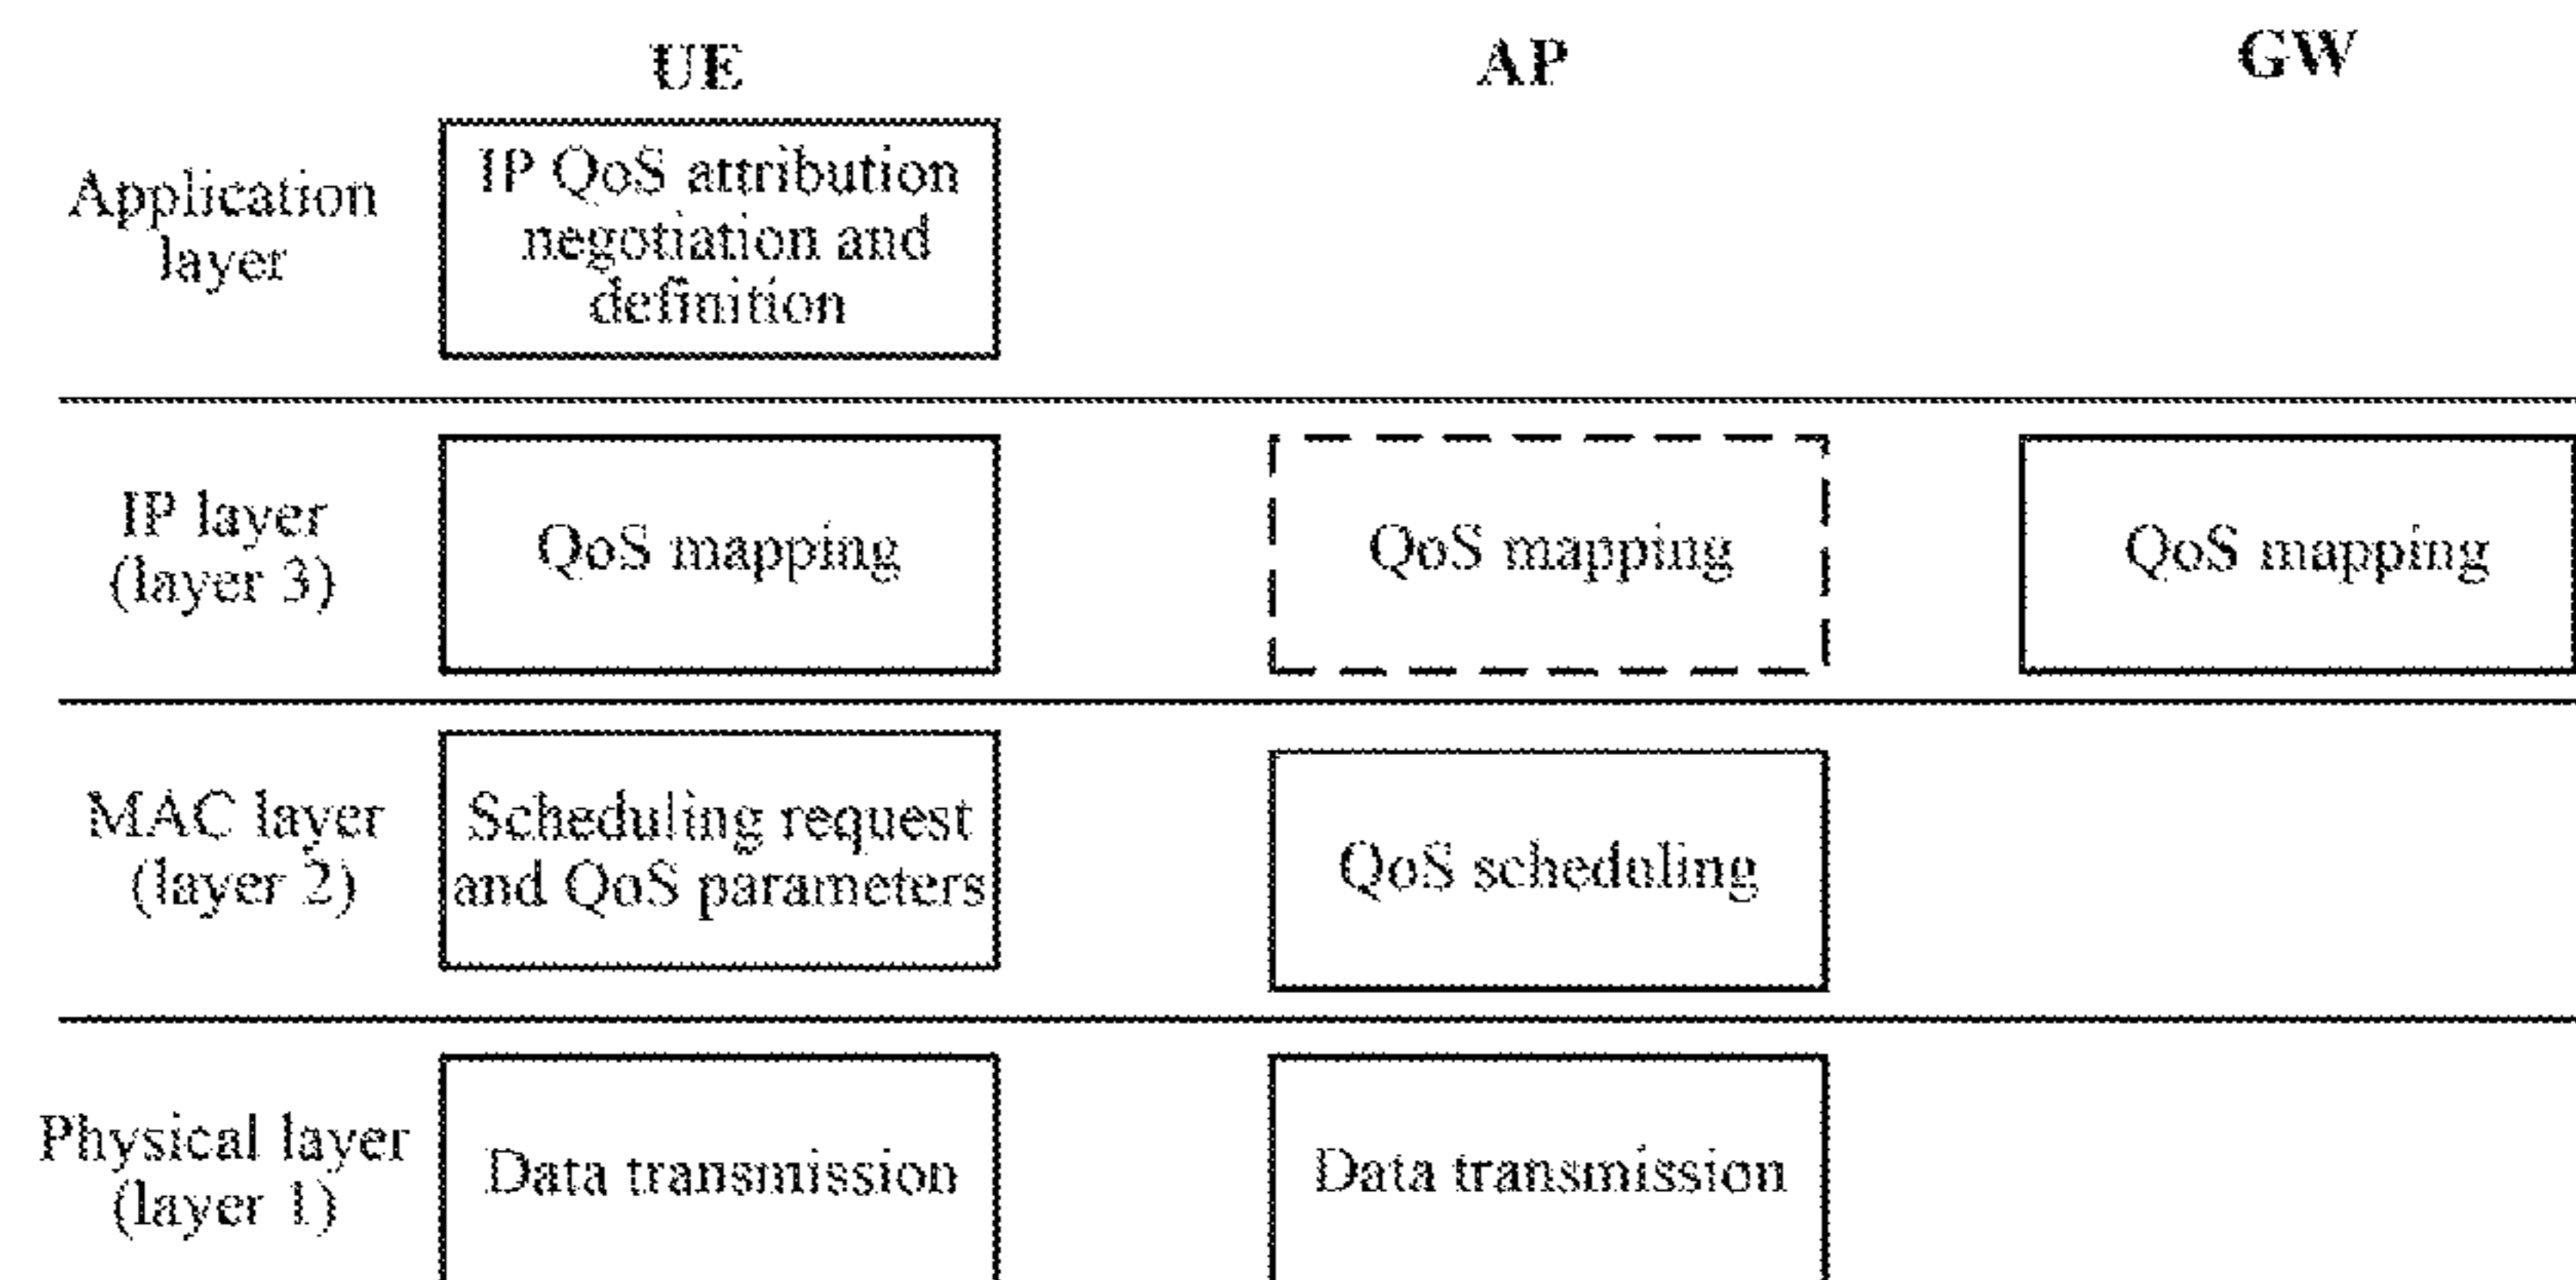 UE
AP
GW
Application
layer
IP QoS attribution
negotiation and
definition
IP layer
(layer 3)
QoS mapping
QoS mapping
QoS mapping
MAC layer
(layer 2)
Scheduling request
and QoS parameters
QoS scheduling
Physical layer
(layer 1)
Data transmission
Data transmission